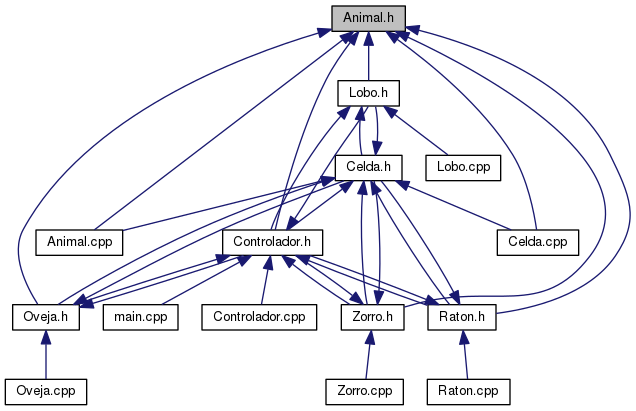 Animal.h
Lobo.h
Celda.h
Lobo.cpp
Animal.cpp
Controlador.h
Celda.cpp
Oveja.h
main.cpp
Controlador.cpp
Zorro.h
Raton.h
Oveja.cpp
Zorro.cpp
Raton.cpp